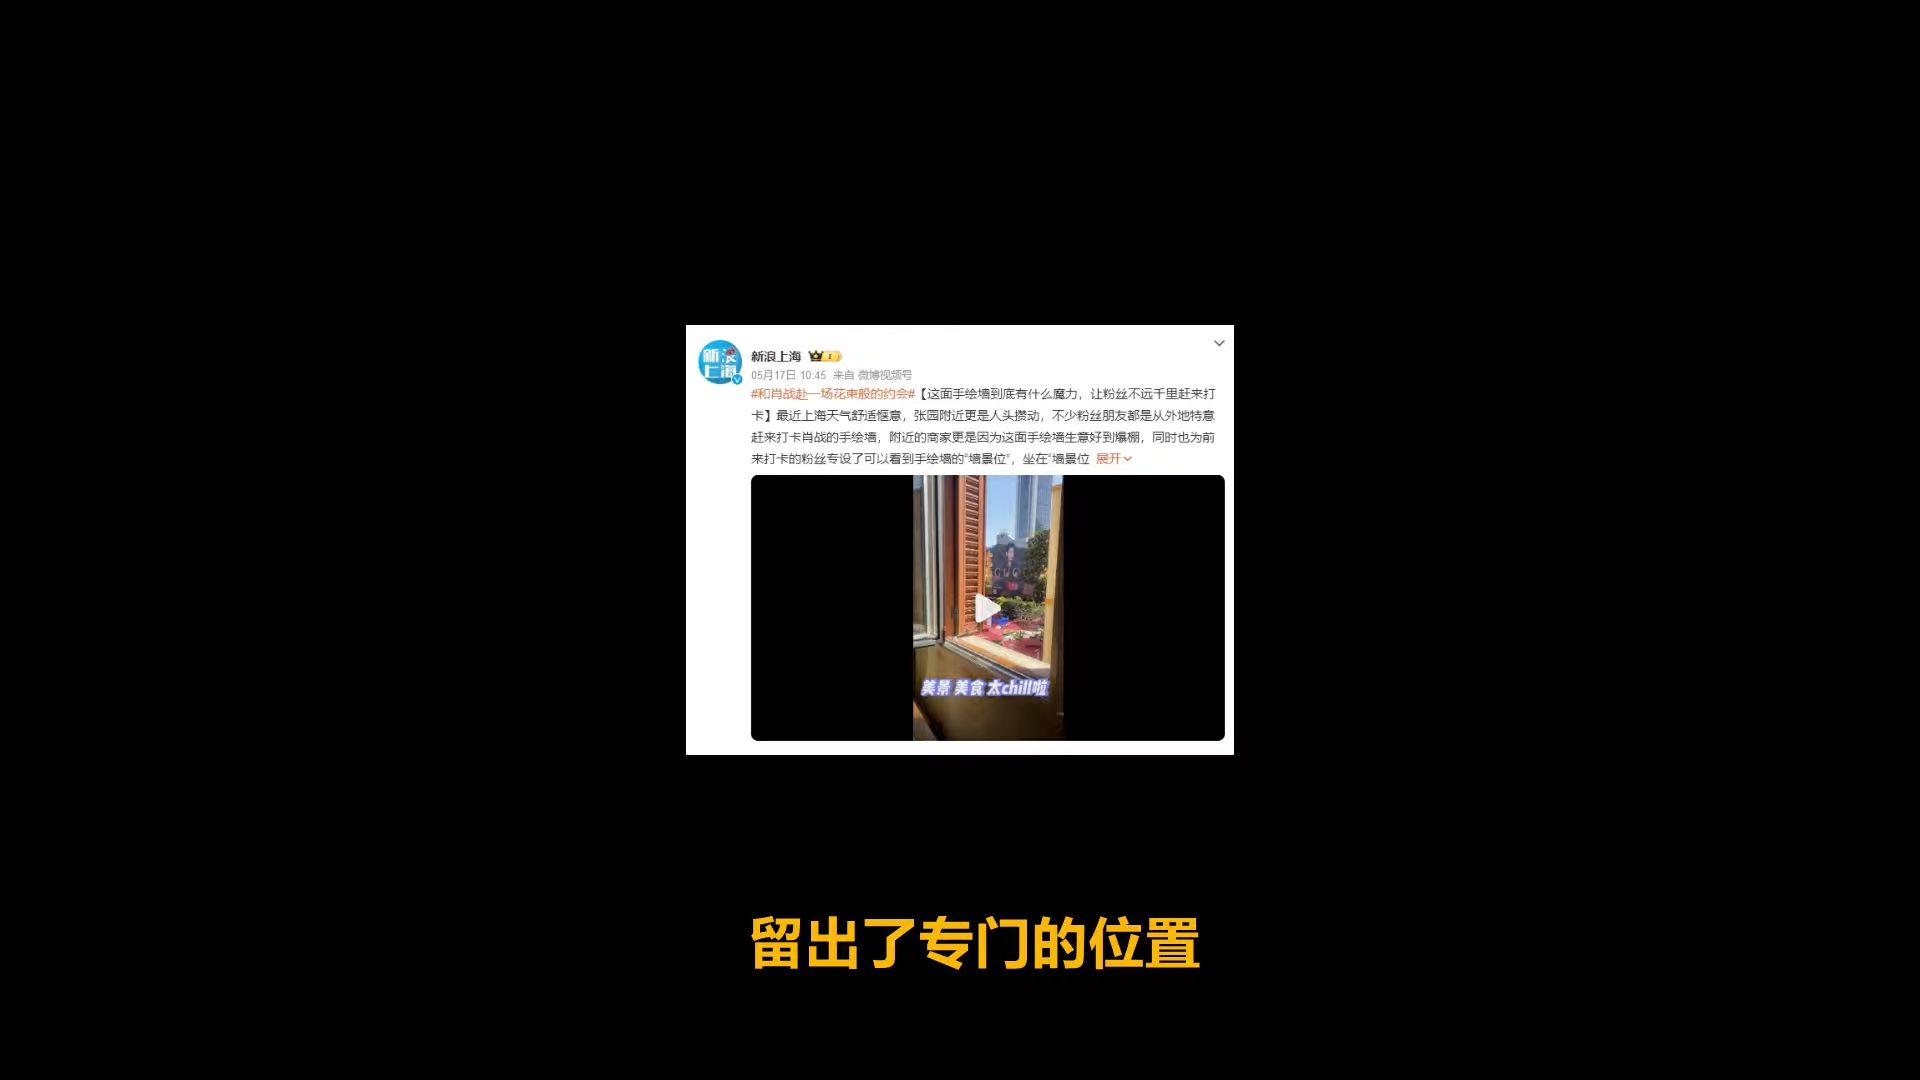 新浪上海
05月17日 10:45 来自 微博视频号
#和肖战赴一场花束般的约会#【这面手绘墙到底有什么魔力，让粉丝不远千里赶来打
卡】最近上海天气舒适惬意，张园附近更是人头攒动，不少粉丝朋友都是从外地特意
赶来打卡肖战的手绘墙，附近的商家更是因为这面手绘墙生意好到爆棚，同时也为前
来打卡的粉丝专设了可以看到手绘墙的“墙景位”，坐在“墙景位 展开
GUCCI
美景 美食 太chill啦
留出了专门的位置